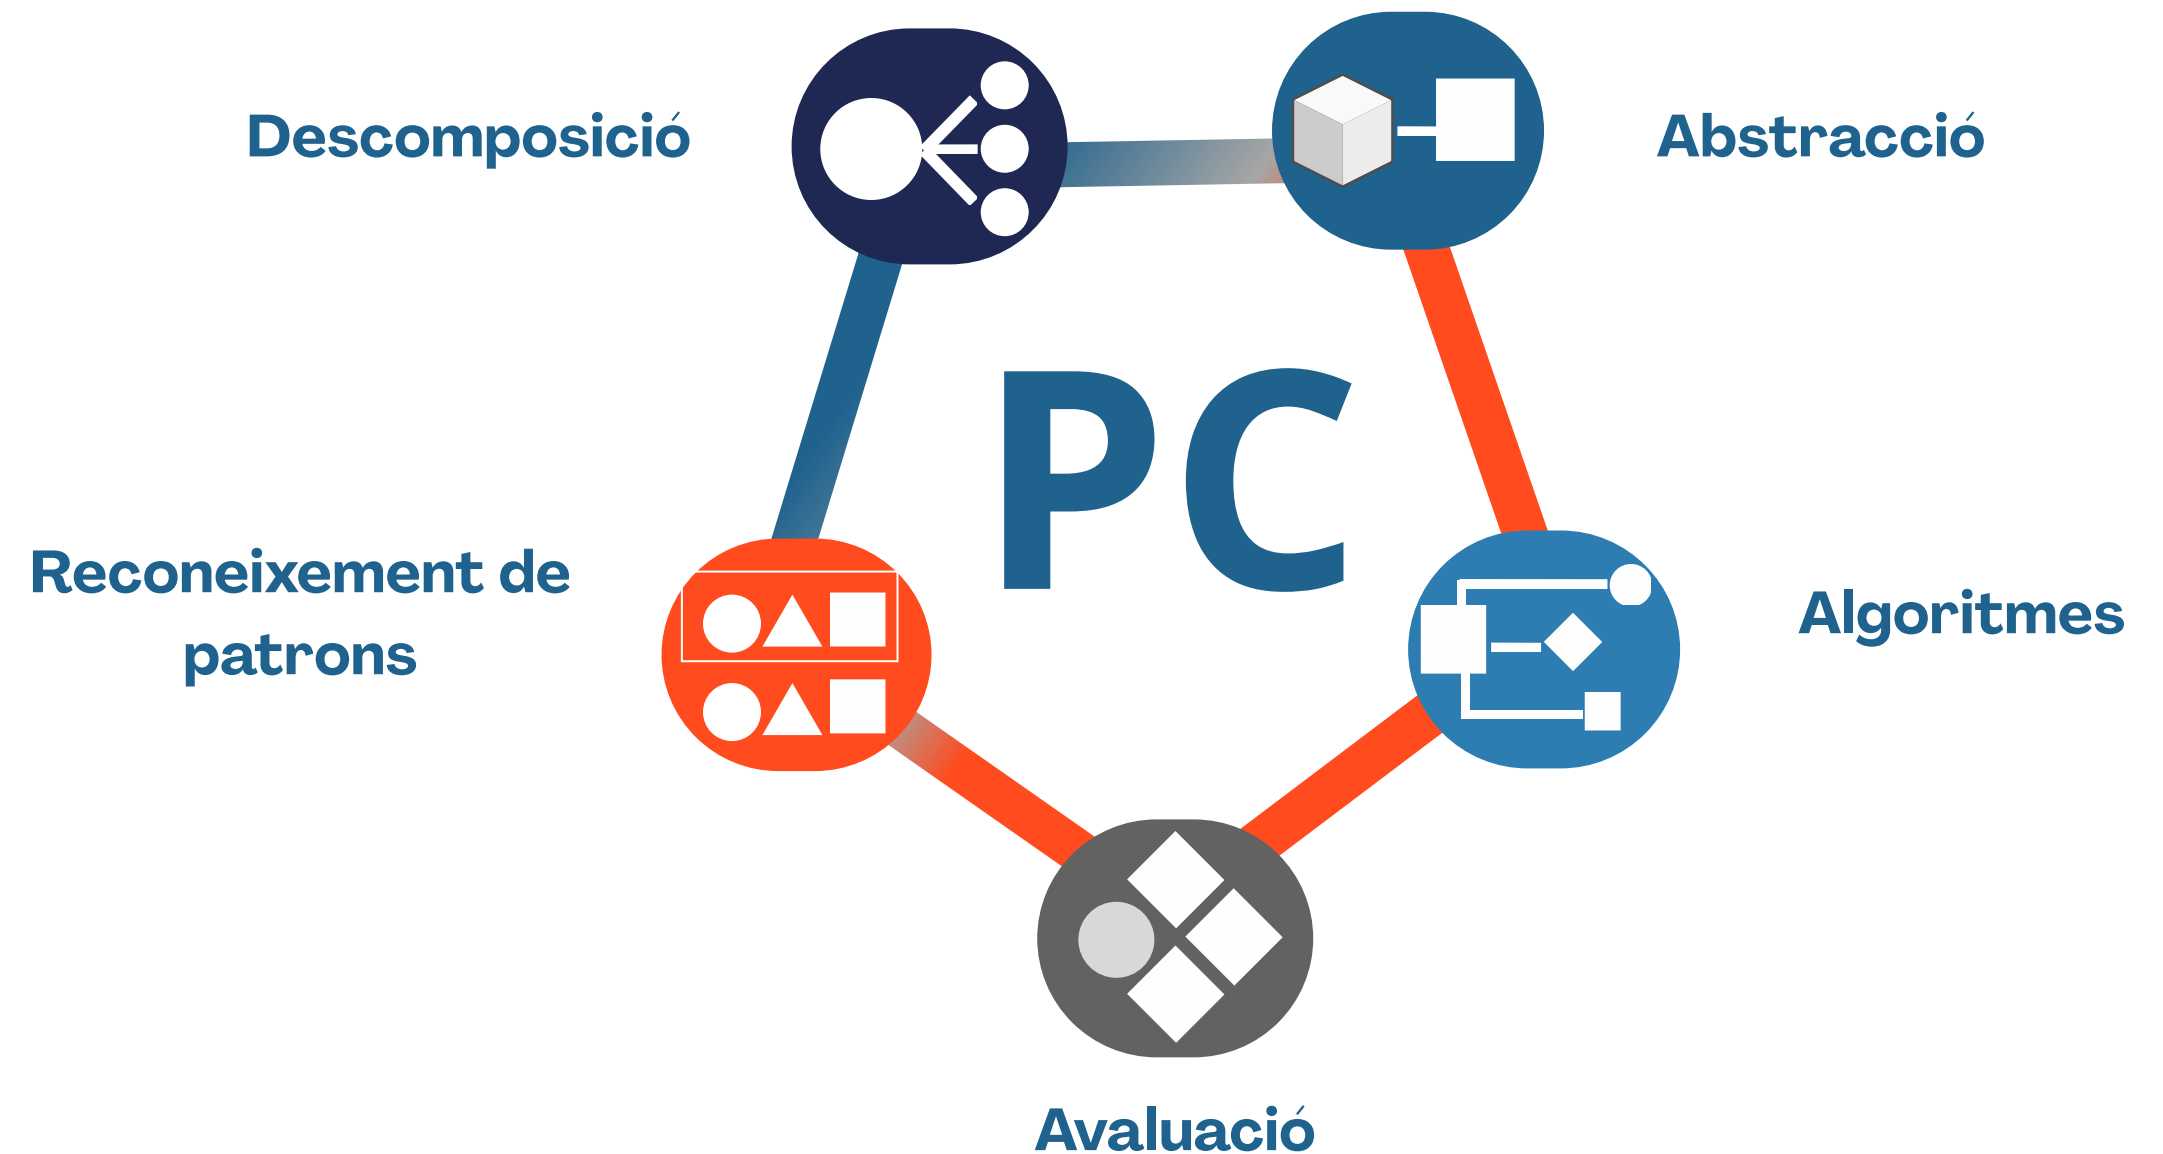 Descomposició
Abstracció
PC
Reconeixement de
patrons
Algoritmes
Avaluació